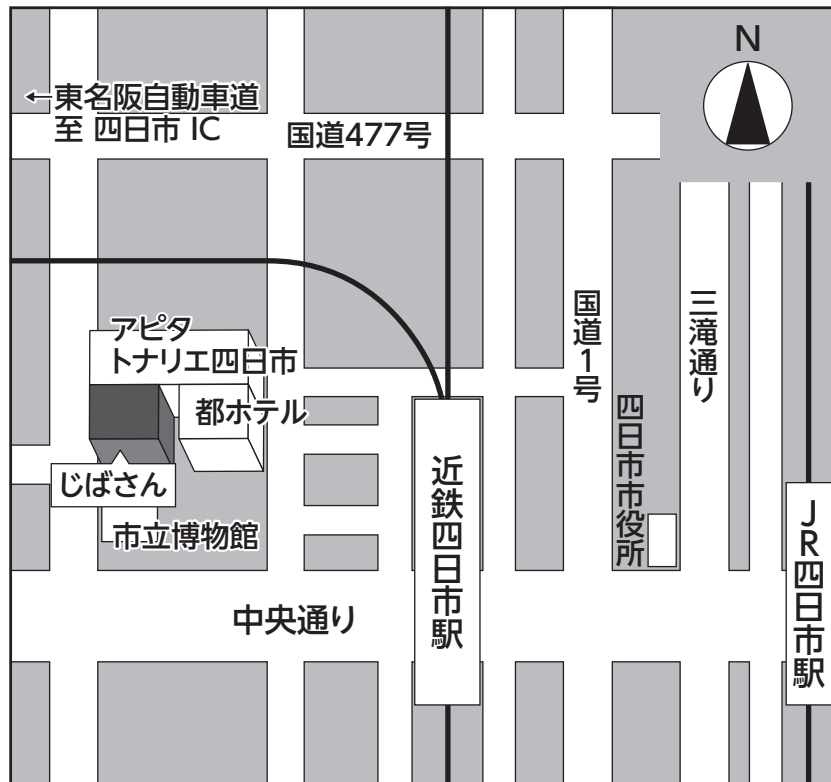 N
←東名阪自動車道
至 四日市 IC
国道477号
アピタ
トナリエ四日市
都ホテル
じばさん
市立博物館
中央通り
近鉄四日市駅
国道1号
四日市市役所
三滝通り
JR四日市駅